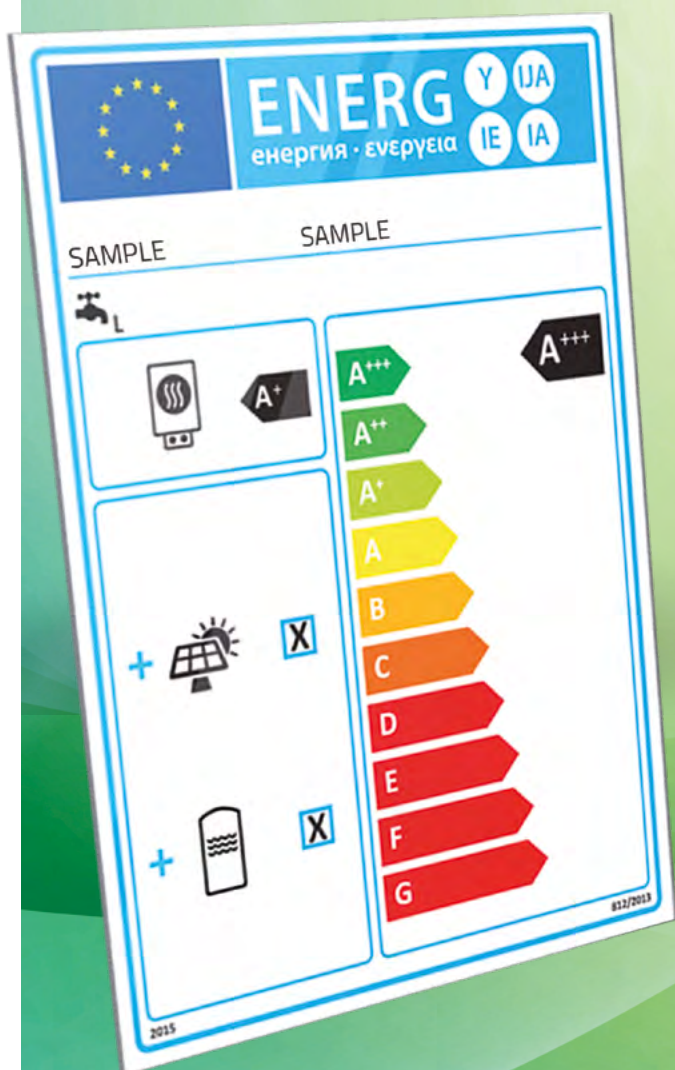 ENERG Y IJA
енергия · ενεργεια IE IA
SAMPLE SAMPLE
L
A+
A+++
A+++
A++
A+
A
B
C
D
E
F
G
X
X
2015
812/2013